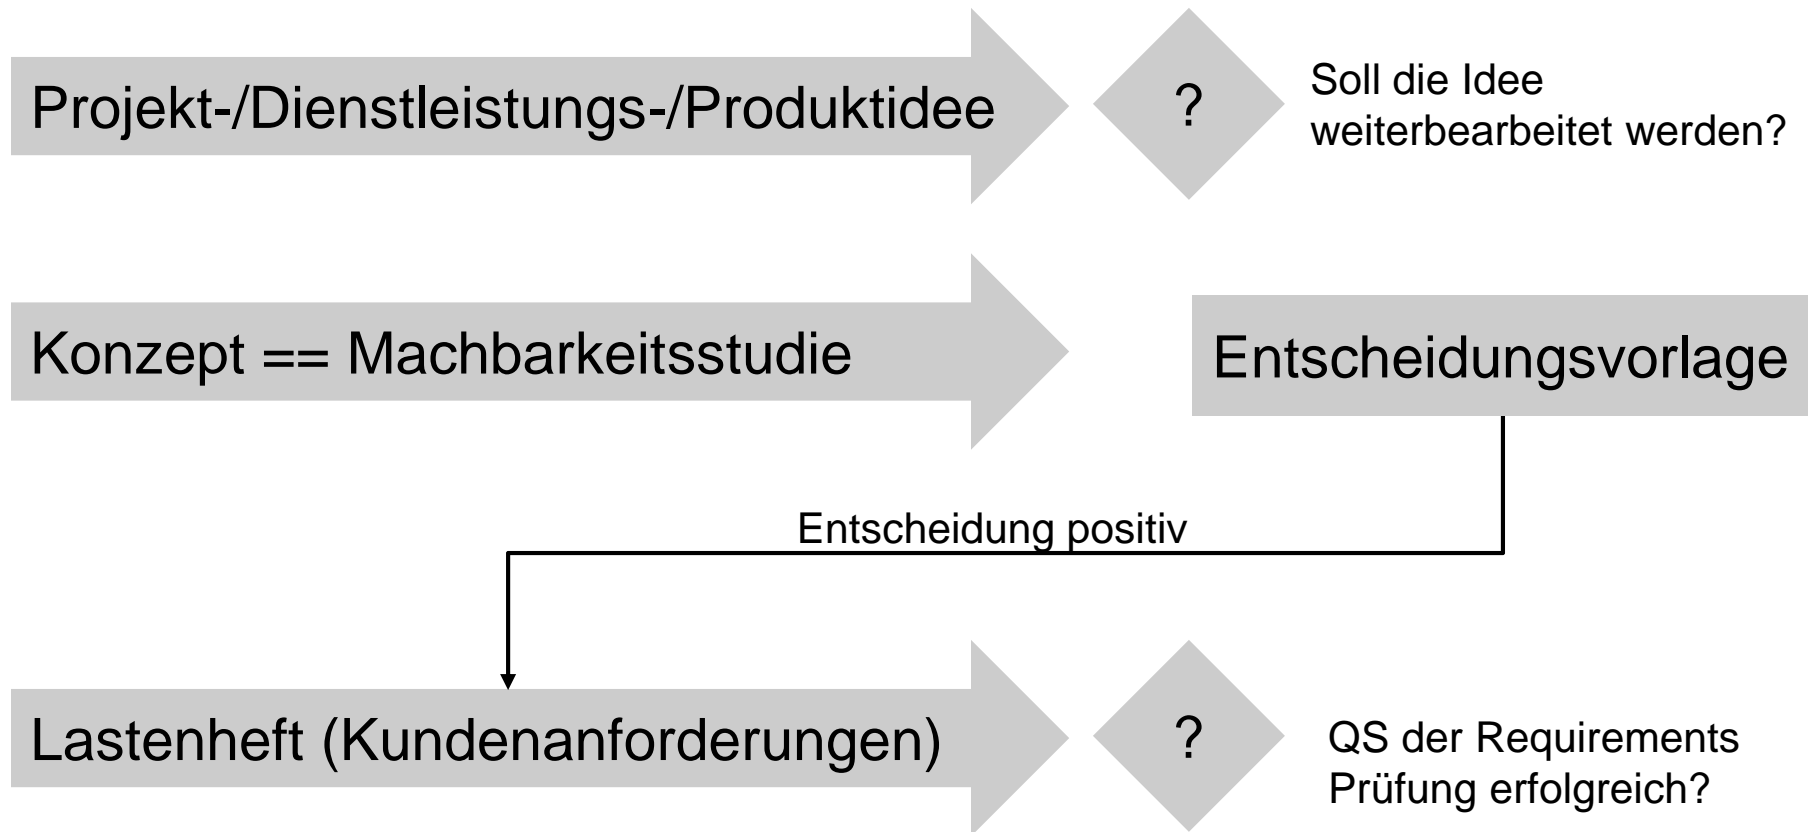 Projekt-/Dienstleistungs-/Produktidee
?
Soll die Idee
weiterbearbeitet werden?
Konzept == Machbarkeitsstudie
Entscheidungsvorlage
Entscheidung positiv
Lastenheft (Kundenanforderungen)
?
QS der Requirements
Prüfung erfolgreich?